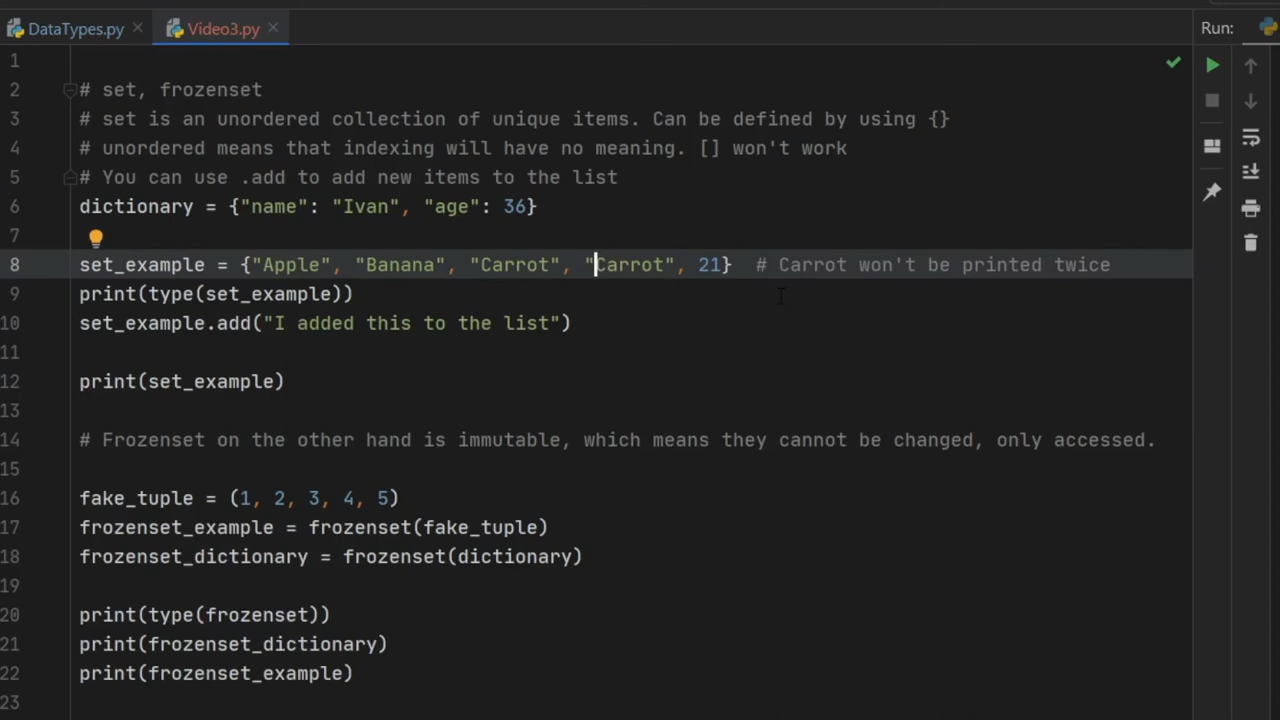 DataTypes.py
Video3.py
Run:
1
2 # set, frozenset
3 # set is an unordered collection of unique items. Can be defined by using {}
4 # unordered means that indexing will have no meaning. [] won't work
5 # You can use .add to add new items to the list
6 dictionary = {"name": "Ivan", "age": 36}
7
8 set_example = {"Apple", "Banana", "Carrot", "Carrot", 21}  # Carrot won't be printed twice
9 print(type(set_example))
10 set_example.add("I added this to the list")
11
12 print(set_example)
13
14 # Frozenset on the other hand is immutable, which means they cannot be changed, only accessed.
15
16 fake_tuple = (1, 2, 3, 4, 5)
17 frozenset_example = frozenset(fake_tuple)
18 frozenset_dictionary = frozenset(dictionary)
19
20 print(type(frozenset))
21 print(frozenset_dictionary)
22 print(frozenset_example)
23